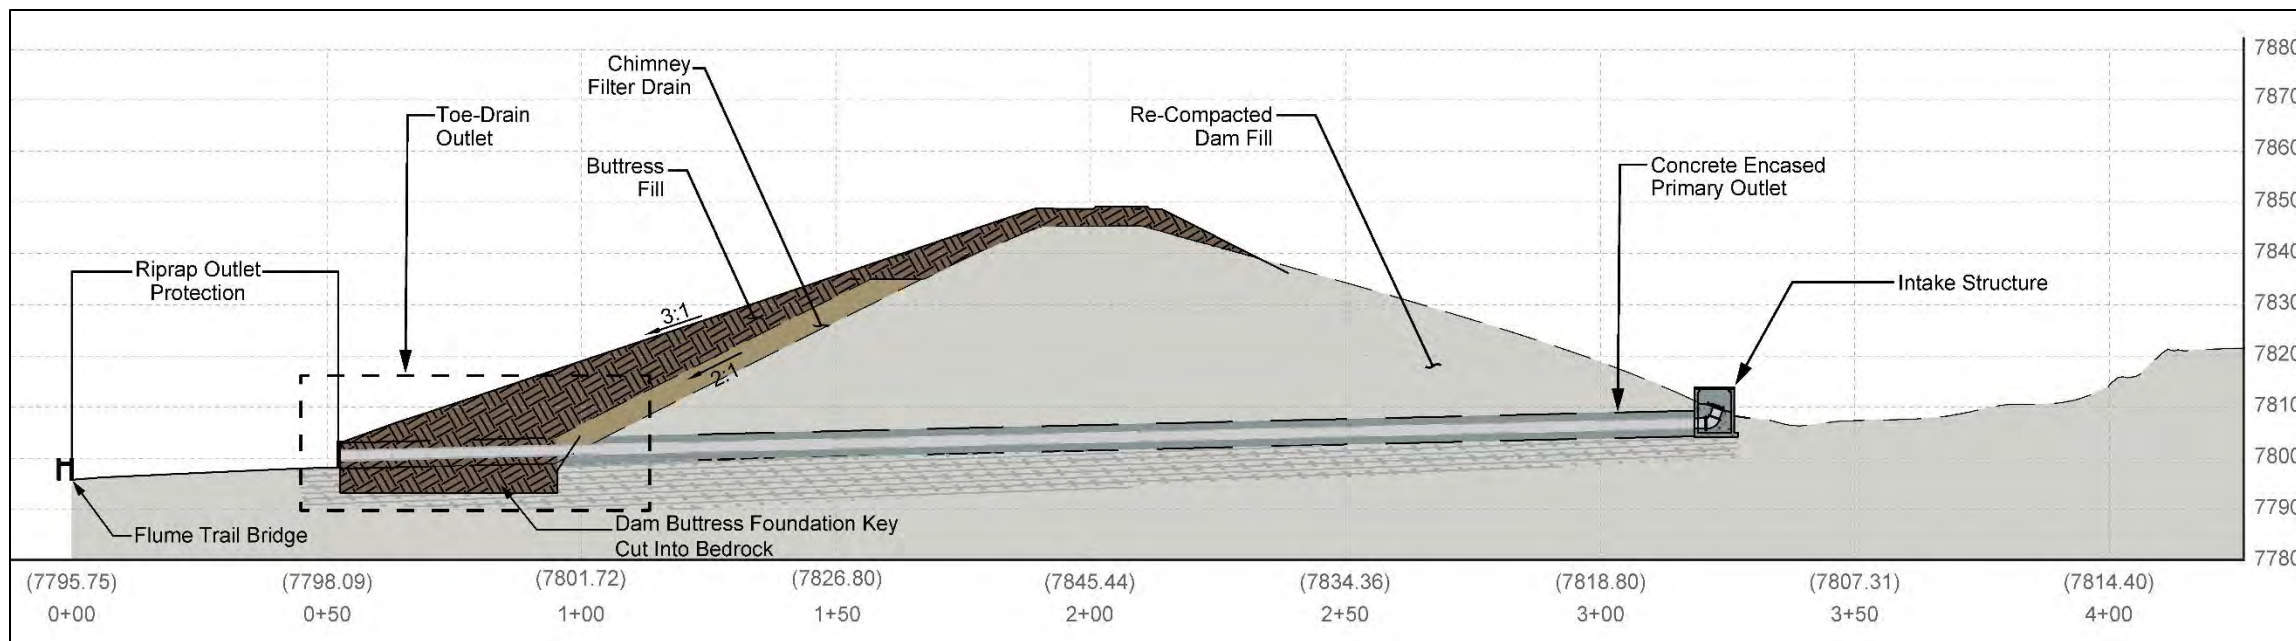 Chimney
Filter Drain
Toe-Drain
Outlet
Buttress
Fill
Re-Compacted
Dam Fill
Concrete Encased
Primary Outlet
Riprap Outlet
Protection
Intake Structure
3:1
2:1
Flume Trail Bridge
Dam Buttress Foundation Key
Cut Into Bedrock
7880
7870
7860
7850
7840
7830
7820
7810
7800
7790
7780
(7795.75) (7798.09) (7801.72) (7826.80) (7845.44) (7834.36) (7818.80) (7807.31) (7814.40)
0+00 0+50 1+00 1+50 2+00 2+50 3+00 3+50 4+00